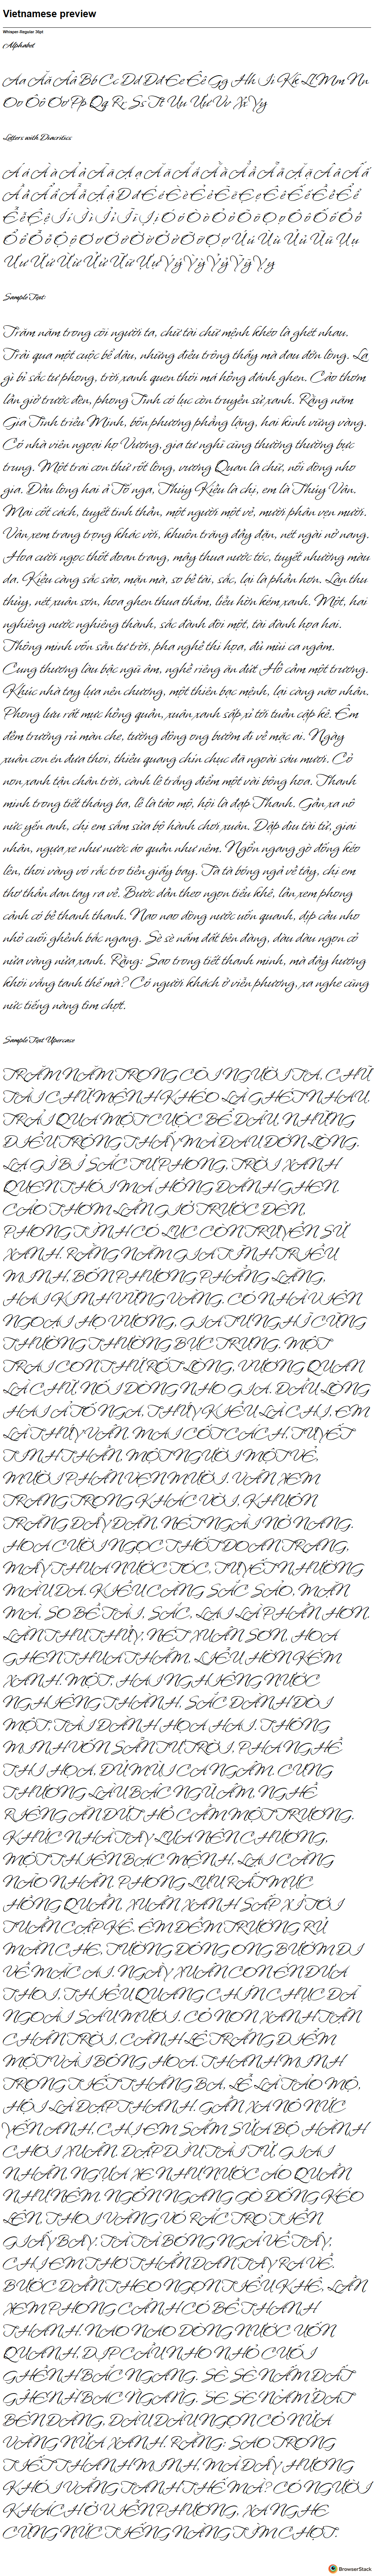 Vietnamese preview
Whisper-Regular 36pt
Alphabet
Aa Ăă Ââ Bb Cc Dd Đđ Ee Êê Gg Hh Ii Kk Ll Mm Nn
Oo Ôô Ơơ Pp Qq Rr Ss Tt Uu Ưư Vv Xx Yy
Letters with Diacritics
Sample Text:
Trăm năm trong cõi người ta, chữ tài chữ mệnh khéo là ghét nhau.
Trải qua một cuộc bể dâu, những điều trông thấy mà đau đớn lòng. Lạ
gì bỉ sắc tư phong, trời xanh quen thói má hồng đánh ghen. Cảo thơm
lần giở trước đèn, phong tình có lục còn truyền sử xanh. Rằng năm
Gia Tĩnh triều Minh, bốn phương phẳng lặng, hai kinh vững vàng.
Có nhà viên ngoại họ Vương, gia tư nghĩ cũng thường thường bực
trung. Một trai con thứ rốt lòng, vương Quan là chữ, nối dòng nho
gia. Đầu lòng hai ả Tố nga, Thúy Kiều là chị, em là Thúy Vân.
Mai cốt cách, tuyết tinh thần, một người một vẻ, mười phân vẹn mười.
Vân xem trang trọng khác vời, khuôn trăng đầy đặn, nét ngài nở nang.
Hoa cười ngọc thốt đoan trang, mây thua nước tóc, tuyết nhường màu
da. Kiều càng sắc sảo, mặn mà, so bề tài, sắc, lại là phần hơn. Làn thu
thủy, nét xuân sơn, hoa ghen thua thắm, liễu hờn kém xanh. Một, hai
nghiêng nước nghiêng thành, sắc đành đòi một, tài đành họa hai.
Thông minh vốn sẵn tư trời, pha nghề thi họa, đủ mùi ca ngâm.
Cung thương làu bậc ngũ âm, nghề riêng ăn đứt Hồ cầm một trương.
Khúc nhà tay lựa nên chương, một thiên bạc mệnh, lại càng não nhân.
Phong lưu rất mực hồng quần, xuân xanh sấp xỉ tới tuần cập kê. Êm
đềm trướng rủ màn che, tường đông ong bướm đi về mặc ai. Ngày
xuân con én đưa thoi, thiều quang chín chục đã ngoài sáu mươi. Cỏ
non xanh tận chân trời, cành lê trắng điểm một vài bông hoa. Thanh
minh trong tiết tháng ba, lễ là tảo mộ, hội là đạp Thanh. Gần xa nô
nức yến anh, chị em sắm sửa bộ hành chơi xuân. Dập dìu tài tử, giai
nhân, ngựa xe như nước áo quần như nêm. Ngổn ngang gò đống kéo
lên, thoi vàng vó rắc tro tiền giấy bay. Tà tà bóng ngả về tây, chị em
thơ thẩn dan tay ra về. Bước dần theo ngọn tiểu khê, lần xem phong
cảnh có bề thanh thanh. Nao nao dòng nước uốn quanh, dịp cầu nho
nhỏ cuối ghềnh bắc ngang. Sè sè nấm đất bên đàng, dàu dàu ngọn cỏ
nửa vàng nửa xanh. Rằng: Sao trong tiết thanh minh, mà đây hương
khói vắng tanh thế mà? Có người khách ở viễn phương, xa nghe cũng
nức tiếng nàng tìm chơi.
Sample Text Uppercase
TRĂM NĂM TRONG CÕI NGƯỜI TA, CHỮ
TÀI CHỮ MỆNH KHÉO LÀ GHÉT NHAU.
TRẢI QUA MỘT CUỘC BỂ DÂU, NHỮNG
ĐIỀU TRÔNG THẤY MÀ ĐAU ĐỚN LÒNG.
LẠ GÌ BỈ SẮC TƯ PHONG, TRỜI XANH
QUEN THÓI MÁ HỒNG ĐÁNH GHEN.
CẢO THƠM LẦN GIỞ TRƯỚC ĐÈN,
PHONG TÌNH CÓ LỤC CÒN TRUYỀN SỬ
XANH. RẰNG NĂM GIA TĨNH TRIỀU
MINH, BỐN PHƯƠNG PHẲNG LẶNG,
HAI KINH VỮNG VÀNG. CÓ NHÀ VIÊN
NGOẠI HỌ VƯƠNG, GIA TƯ NGHĨ CŨNG
THƯỜNG THƯỜNG BỰC TRUNG. MỘT
TRAI CON THỨ RỐT LÒNG, VƯƠNG QUAN
LÀ CHỮ, NỐI DÒNG NHO GIA. ĐẦU LÒNG
HAI Ả TỐ NGA, THÚY KIỀU LÀ CHỊ, EM
LÀ THÚY VÂN. MAI CỐT CÁCH, TUYẾT
TINH THẦN, MỘT NGƯỜI MỘT VẺ,
MƯỜI PHÂN VẸN MƯỜI. VÂN XEM
TRANG TRỌNG KHÁC VỜI, KHUÔN
TRĂNG ĐẦY ĐẶN, NÉT NGÀI NỞ NANG.
HOA CƯỜI NGỌC THỐT ĐOAN TRANG,
MÂY THUA NƯỚC TÓC, TUYẾT NHƯỜNG
MÀU DA. KIỀU CÀNG SẮC SẢO, MẶN
MÀ, SO BỀ TÀI, SẮC, LẠI LÀ PHẦN HƠN.
LÀN THU THỦY, NÉT XUÂN SƠN, HOA
GHEN THUA THẮM, LIỄU HỜN KÉM
XANH. MỘT, HAI NGHIÊNG NƯỚC
NGHIÊNG THÀNH, SẮC ĐÀNH ĐÒI
MỘT, TÀI ĐÀNH HỌA HAI. THÔNG
MINH VỐN SẴN TƯ TRỜI, PHA NGHỀ
THI HỌA, ĐỦ MÙI CA NGÂM. CUNG
THƯƠNG LÀU BẬC NGŨ ÂM, NGHỀ
RIÊNG ĂN ĐỨT HỒ CẦM MỘT TRƯƠNG.
KHÚC NHÀ TAY LỰA NÊN CHƯƠNG,
MỘT THIÊN BẠC MỆNH, LẠI CÀNG
NÃO NHÂN. PHONG LƯU RẤT MỰC
HỒNG QUẦN, XUÂN XANH SẤP XỈ TỚI
TUẦN CẬP KÊ. ÊM ĐỀM TRƯỚNG RỦ
MÀN CHE, TƯỜNG ĐÔNG ONG BƯỚM ĐI
VỀ MẶC AI. NGÀY XUÂN CON ÉN ĐƯA
THOI, THIỀU QUANG CHÍN CHỤC ĐÃ
NGOÀI SÁU MƯƠI. CỎ NON XANH TẬN
CHÂN TRỜI, CÀNH LÊ TRẮNG ĐIỂM
MỘT VÀI BÔNG HOA. THANH MINH
TRONG TIẾT THÁNG BA, LỄ LÀ TẢO MỘ,
HỘI LÀ ĐẠP THANH. GẦN XA NÔ NỨC
YẾN ANH, CHỊ EM SẮM SỬA BỘ HÀNH
CHƠI XUÂN. DẬP DÌU TÀI TỬ, GIAI
NHÂN, NGỰA XE NHƯ NƯỚC ÁO QUẦN
NHƯ NÊM. NGỔN NGANG GÒ ĐỐNG KÉO
LÊN, THOI VÀNG VÓ RẮC TRO TIỀN
GIẤY BAY. TÀ TÀ BÓNG NGẢ VỀ TÂY,
CHỊ EM THƠ THẨN DAN TAY RA VỀ.
BƯỚC DẦN THEO NGỌN TIỂU KHÊ, LẦN
XEM PHONG CẢNH CÓ BỀ THANH
THANH. NAO NAO DÒNG NƯỚC UỐN
QUANH, DỊP CẦU NHO NHỎ CUỐI
GHỀNH BẮC NGANG. SÈ SÈ NẤM ĐẤT
GHỀNH BẮC NGANG. SÈ SÈ NẤM ĐẤT
BÊN ĐÀNG, DÀU DÀU NGỌN CỎ NỬA
VÀNG NỬA XANH. RẰNG: SAO TRONG
TIẾT THANH MINH, MÀ ĐÂY HƯƠNG
KHÓI VẮNG TANH THẾ MÀ? CÓ NGƯỜI
KHÁCH Ở VIỄN PHƯƠNG, XA NGHE
CŨNG NỨC TIẾNG NÀNG TÌM CHƠI.
BrowserStack